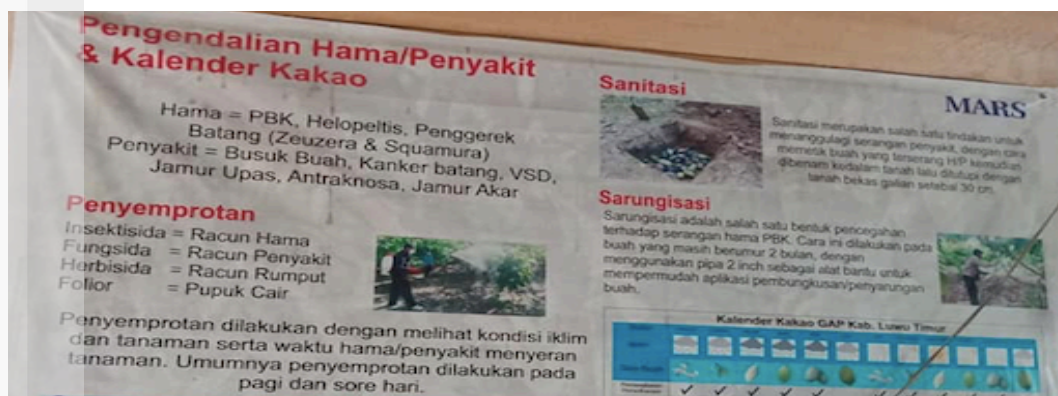 Pengendalian Hama/Penyakit
& Kalender Kakao
Hama = PBK, Helopeltis, Penggerek
Batang (Zeuzera & Squamura)
Penyakit = Busuk Buah, Kanker batang, VSD,
Jamur Upas, Antraknosa, Jamur Akar
Penyemprotan
Insektisida = Racun Hama
Fungsida = Racun Penyakit
Herbisida = Racun Rumput
Folior = Pupuk Cair
Penyemprotan dilakukan dengan melihat kondisi iklim
dan tanaman serta waktu hama/penyakit menyeran
tanaman. Umumnya penyemprotan dilakukan pada
pagi dan sore hari.
Sanitasi
MARS
Sanitasi merupakan salah satu tindakan untuk
menanggulagi serangan penyakit, dengan cara
memetik buah yang terserang H/P kemudian
dibenam kedalam tanah lalu ditutupi dengan
tanah bekas galian setebal 30 cm.
Sarungisasi
Sarungisasi adalah salah satu bentuk pencegahan
terhadap serangan hama PBK. Cara ini dilakukan pada
buah yang masih berumur 2 bulan, dengan
menggunakan pipa 2 inch sebagai alat bantu untuk
mempermudah aplikasi pembungkusan/penyarungan
buah.
Kalender Kakao GAP Kab. Luwu Timur